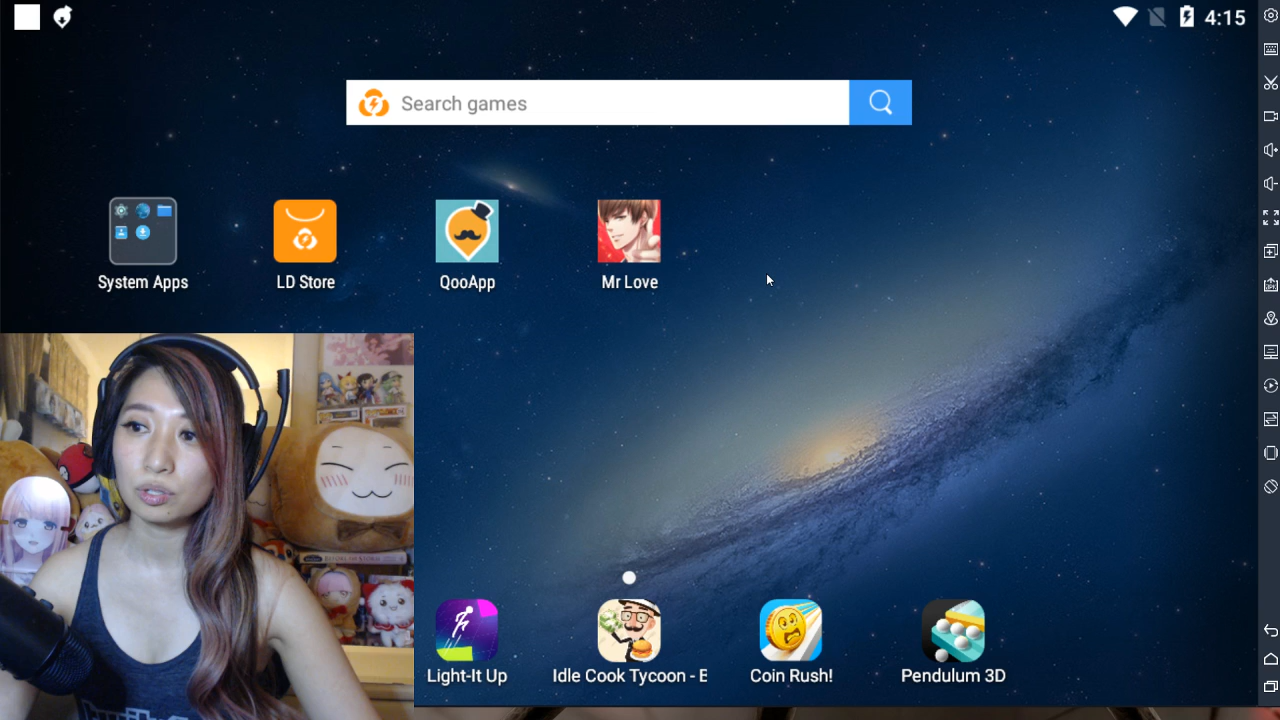 4:15
Search games
System Apps
LD Store
QooApp
Mr Love
Light-It Up
Idle Cook Tycoon - E
Coin Rush!
Pendulum 3D